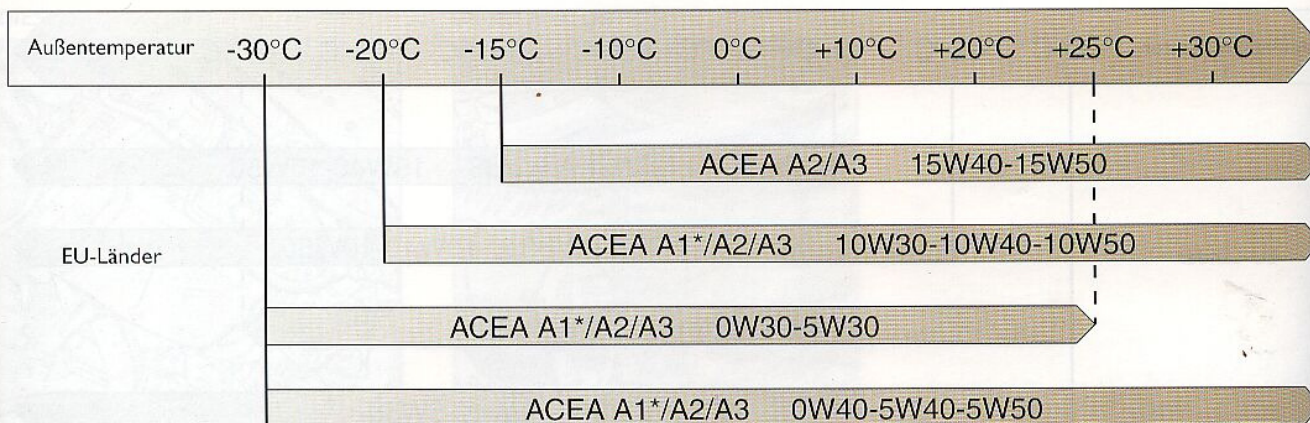 Außentemperatur -30°C -20°C -15°C -10°C 0°C +10°C +20°C +25°C +30°C
ACEA A2/A3 15W40-15W50
ACEA A1*/A2/A3 10W30-10W40-10W50
EU-Länder
ACEA A1*/A2/A3 0W30-5W30
ACEA A1*/A2/A3 0W40-5W40-5W50